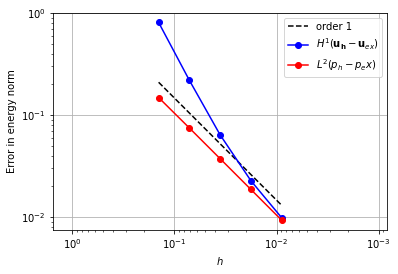 order 1
H¹(𝐮ₕ − 𝐮ₑₓ)
L²(pₕ − pₑx)
Error in energy norm
10⁰
10⁻¹
10⁻²
10⁰ 10⁻¹ 10⁻² 10⁻³
h